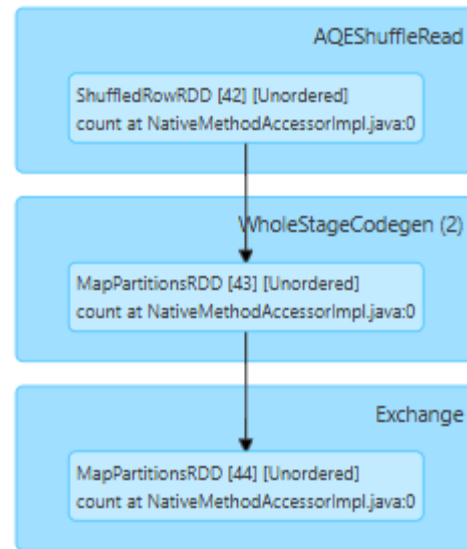 AQEShuffleRead
ShuffledRowRDD [42] [Unordered]
count at NativeMethodAccessorImpl.java:0
WholeStageCodegen (2)
MapPartitionsRDD [43] [Unordered]
count at NativeMethodAccessorImpl.java:0
Exchange
MapPartitionsRDD [44] [Unordered]
count at NativeMethodAccessorImpl.java:0